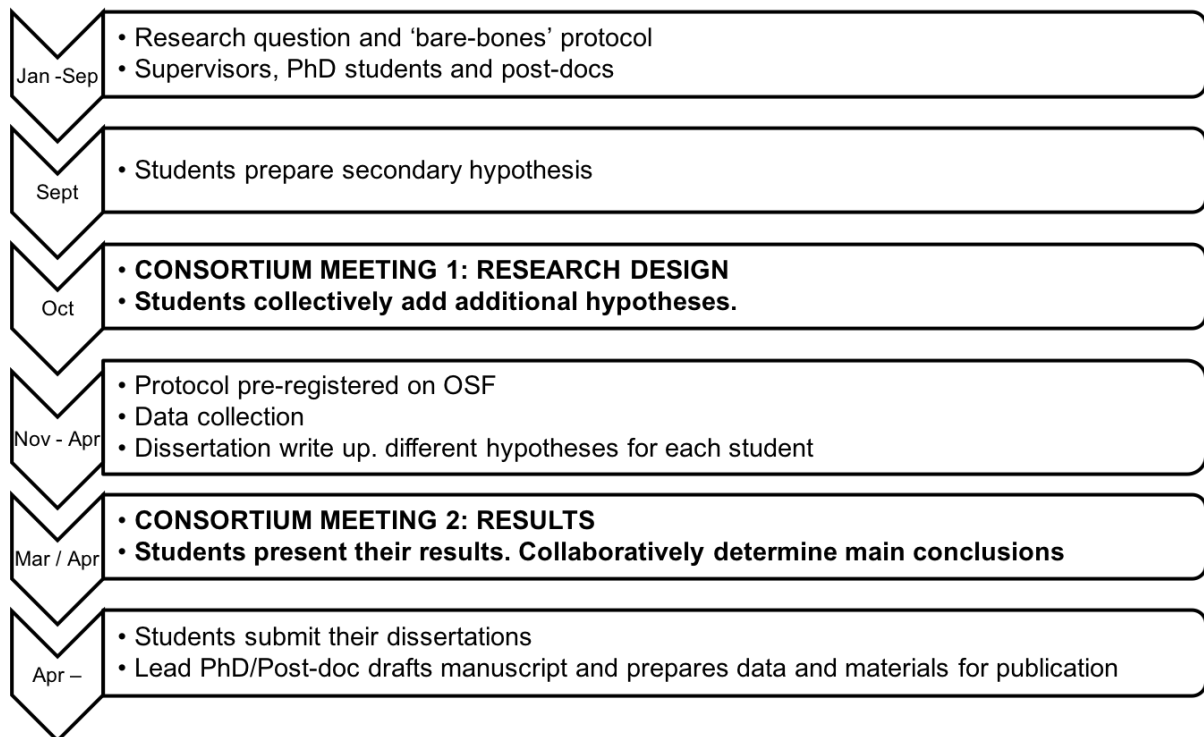 Jan -Sep
• Research question and ‘bare-bones’ protocol
• Supervisors, PhD students and post-docs
Sept
• Students prepare secondary hypothesis
Oct
• CONSORTIUM MEETING 1: RESEARCH DESIGN
• Students collectively add additional hypotheses.
Nov - Apr
• Protocol pre-registered on OSF
• Data collection
• Dissertation write up. different hypotheses for each student
Mar / Apr
• CONSORTIUM MEETING 2: RESULTS
• Students present their results. Collaboratively determine main conclusions
Apr –
• Students submit their dissertations
• Lead PhD/Post-doc drafts manuscript and prepares data and materials for publication